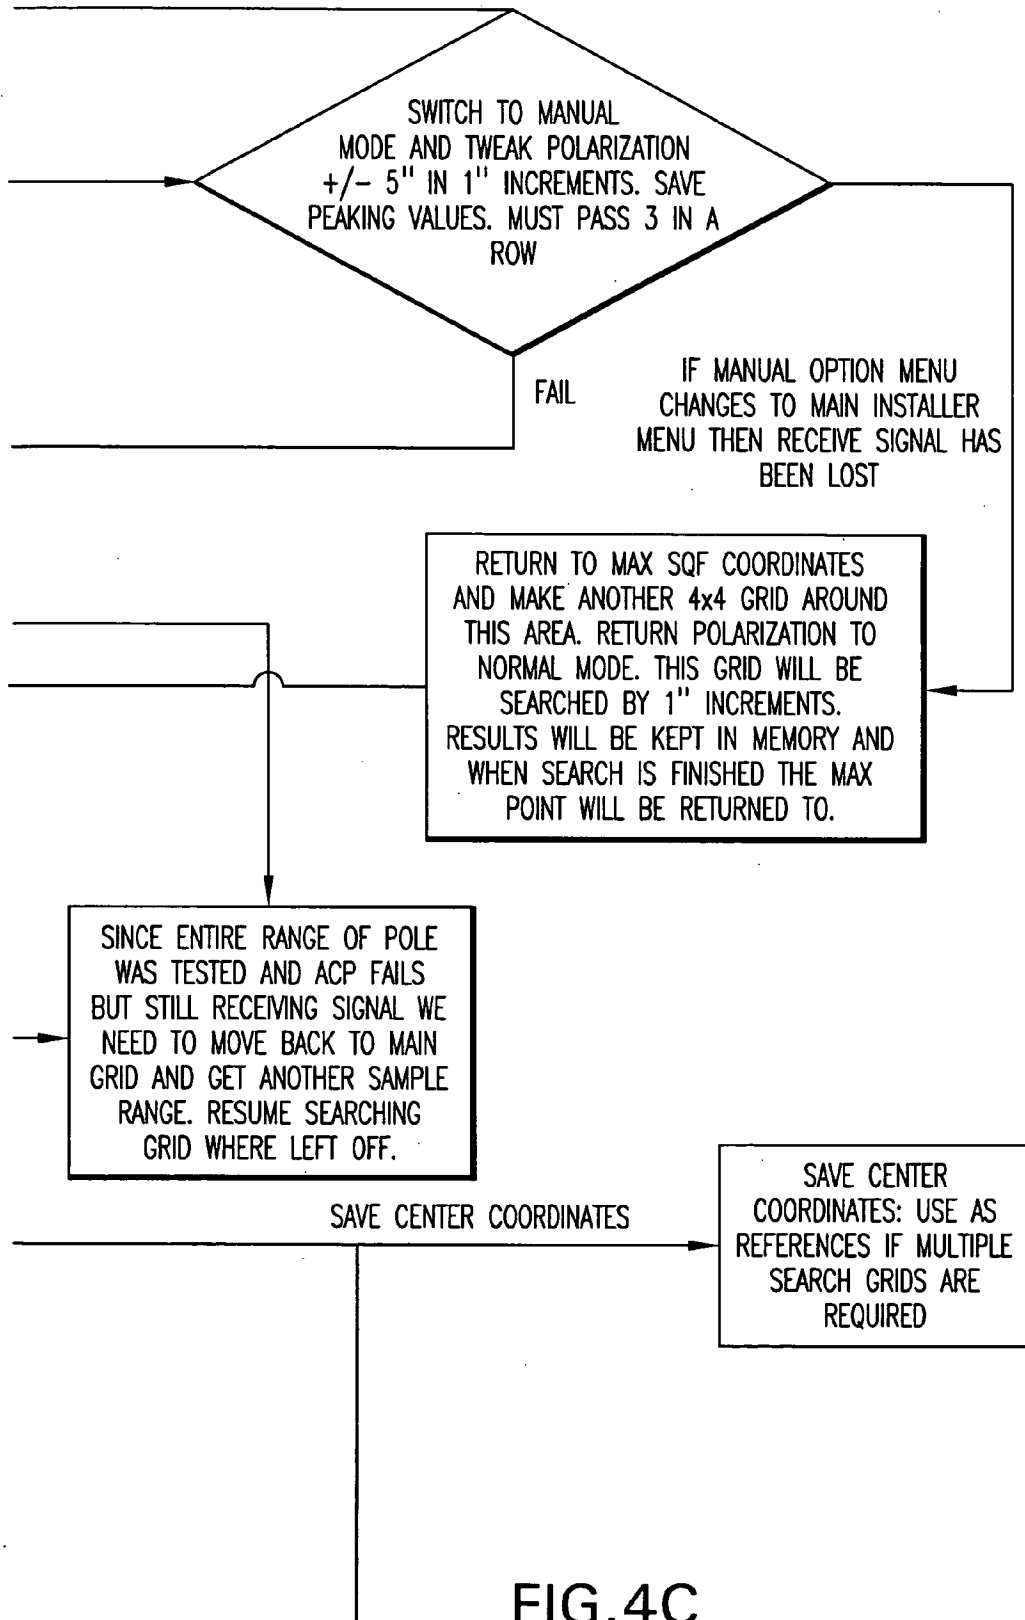 SWITCH TO MANUAL
MODE AND TWEAK POLARIZATION
+/- 5" IN 1" INCREMENTS. SAVE
PEAKING VALUES. MUST PASS 3 IN A
ROW
FAIL
IF MANUAL OPTION MENU
CHANGES TO MAIN INSTALLER
MENU THEN RECEIVE SIGNAL HAS
BEEN LOST
RETURN TO MAX SQF COORDINATES
AND MAKE ANOTHER 4x4 GRID AROUND
THIS AREA. RETURN POLARIZATION TO
NORMAL MODE. THIS GRID WILL BE
SEARCHED BY 1" INCREMENTS.
RESULTS WILL BE KEPT IN MEMORY AND
WHEN SEARCH IS FINISHED THE MAX
POINT WILL BE RETURNED TO.
SINCE ENTIRE RANGE OF POLE
WAS TESTED AND ACP FAILS
BUT STILL RECEIVING SIGNAL WE
NEED TO MOVE BACK TO MAIN
GRID AND GET ANOTHER SAMPLE
RANGE. RESUME SEARCHING
GRID WHERE LEFT OFF.
SAVE CENTER COORDINATES
SAVE CENTER
COORDINATES: USE AS
REFERENCES IF MULTIPLE
SEARCH GRIDS ARE
REQUIRED
FIG.4C